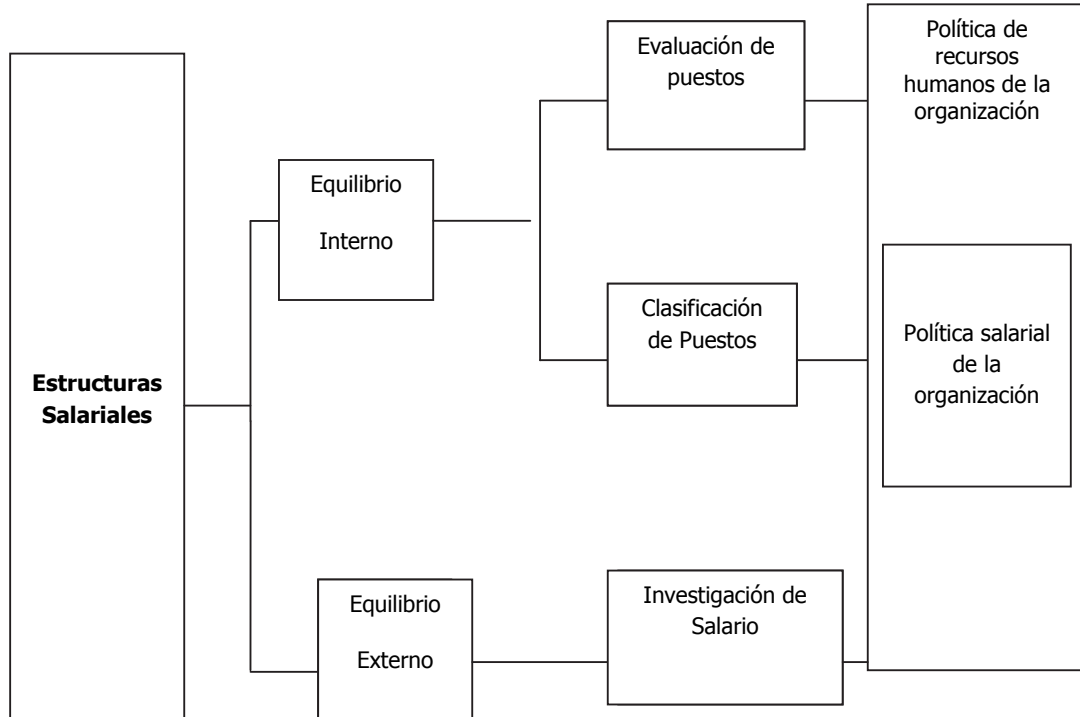 Estructuras
Salariales
Equilibrio
Interno
Equilibrio
Externo
Evaluación de
puestos
Clasificación
de Puestos
Investigación de
Salario
Política de
recursos
humanos de la
organización
Política salarial
de la
organización